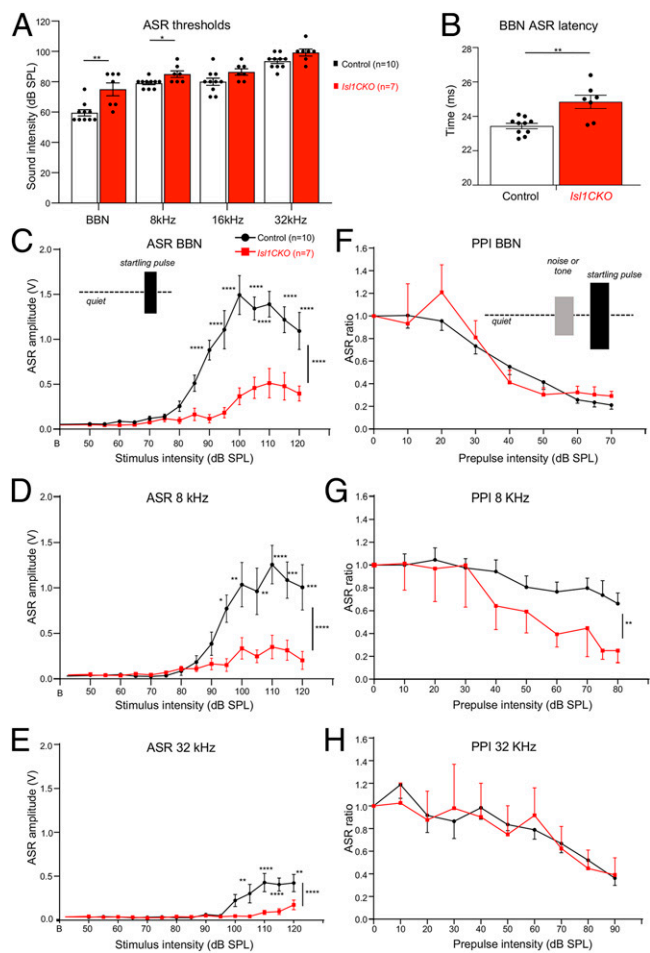 A
ASR thresholds
Sound intensity (dB SPL)
120
100
80
60
40
20
0
**
*
BBN
8kHz
16kHz
32kHz
Control (n=10)
Isl1CKO (n=7)
B
BBN ASR latency
Time (ms)
28
26
24
22
20
**
Control
Isl1CKO
C
ASR BBN
Control (n=10)
Isl1CKO (n=7)
startling pulse
quiet
ASR amplitude (V)
2.0
1.5
1.0
0.5
0.0
****
****
****
****
****
****
****
****
****
B 50 60 70 80 90 100 110 120
Stimulus intensity (dB SPL)
F
PPI BBN
noise or
tone
startling pulse
quiet
ASR ratio
1.6
1.4
1.2
1.0
0.8
0.6
0.4
0.2
0.0
0 10 20 30 40 50 60 70
Prepulse intensity (dB SPL)
D
ASR 8 kHz
ASR amplitude (V)
2.0
1.5
1.0
0.5
0.0
*
**
**
****
***
***
****
B 50 60 70 80 90 100 110 120
Stimulus intensity (dB SPL)
G
PPI 8 KHz
ASR ratio
1.6
1.4
1.2
1.0
0.8
0.6
0.4
0.2
0.0
**
0 10 20 30 40 50 60 70 80
Prepulse intensity (dB SPL)
E
ASR 32 kHz
ASR amplitude (V)
2.0
1.5
1.0
0.5
0.0
**
****
****
**
****
B 50 60 70 80 90 100 110 120
Stimulus intensity (dB SPL)
H
PPI 32 KHz
ASR ratio
1.6
1.4
1.2
1.0
0.8
0.6
0.4
0.2
0.0
0 10 20 30 40 50 60 70 80 90
Prepulse intensity (dB SPL)